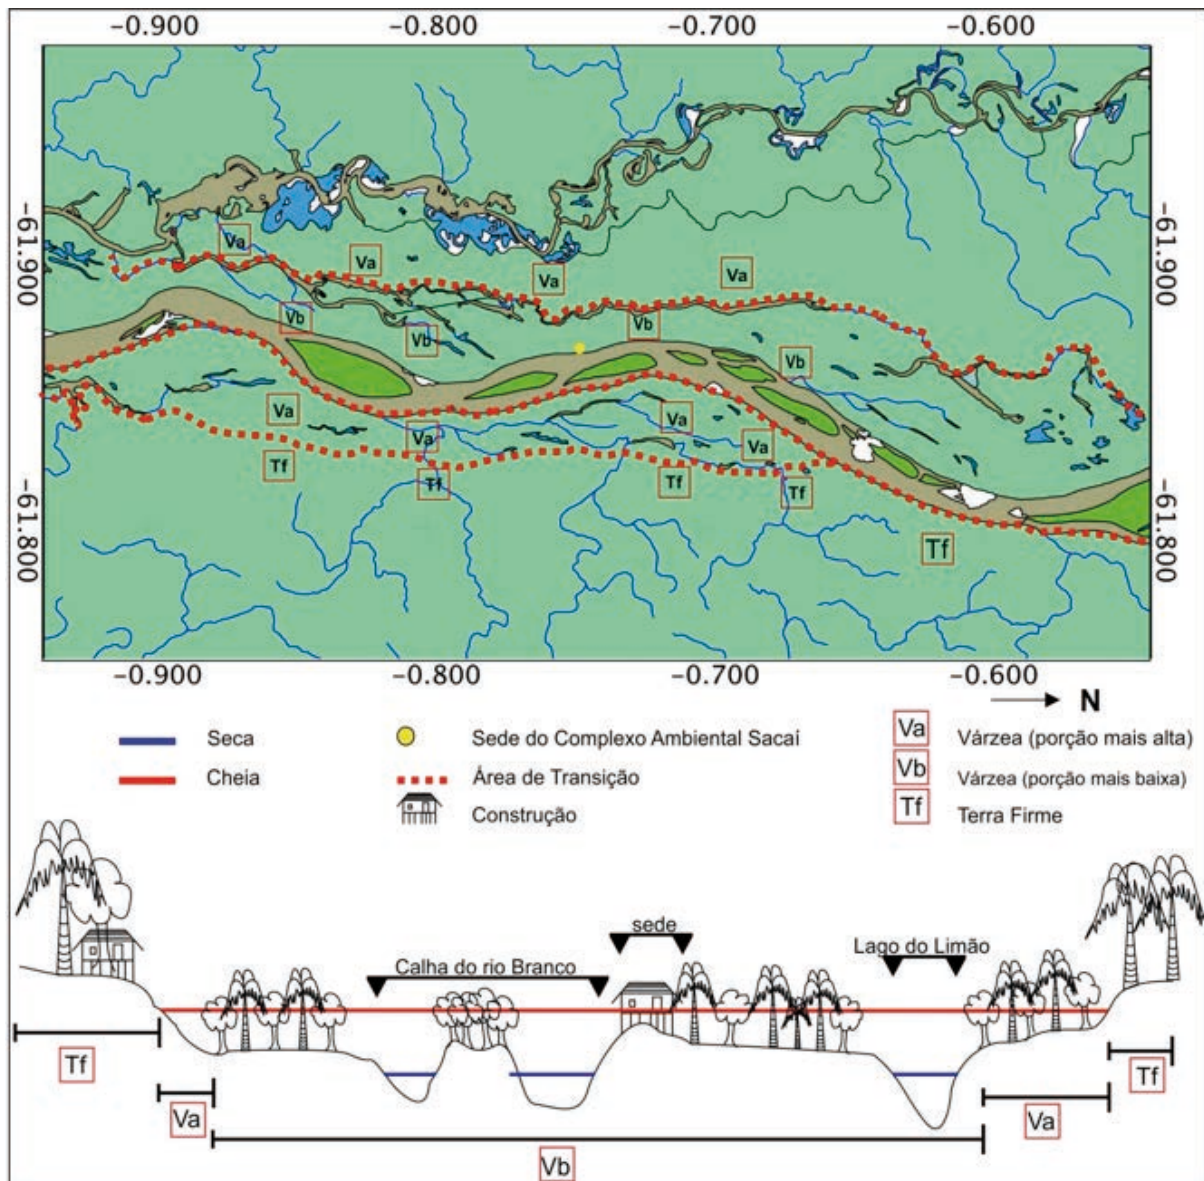 -0.900 -0.800 -0.700 -0.600
-61.900
-61.800
-61.900
-61.800
Va
Va
Va
Va
Vb
Vb
Vb
Vb
Va
Va
Va
Va
Tf
Tf
Tf
Tf
Tf
-0.900 -0.800 -0.700 -0.600
N
Seca
Cheia
Sede do Complexo Ambiental Sacaí
Área de Transição
Construção
Va Várzea (porção mais alta)
Vb Várzea (porção mais baixa)
Tf Terra Firme
sede
Calha do rio Branco
Lago do Limão
Tf
Va
Vb
Va
Tf